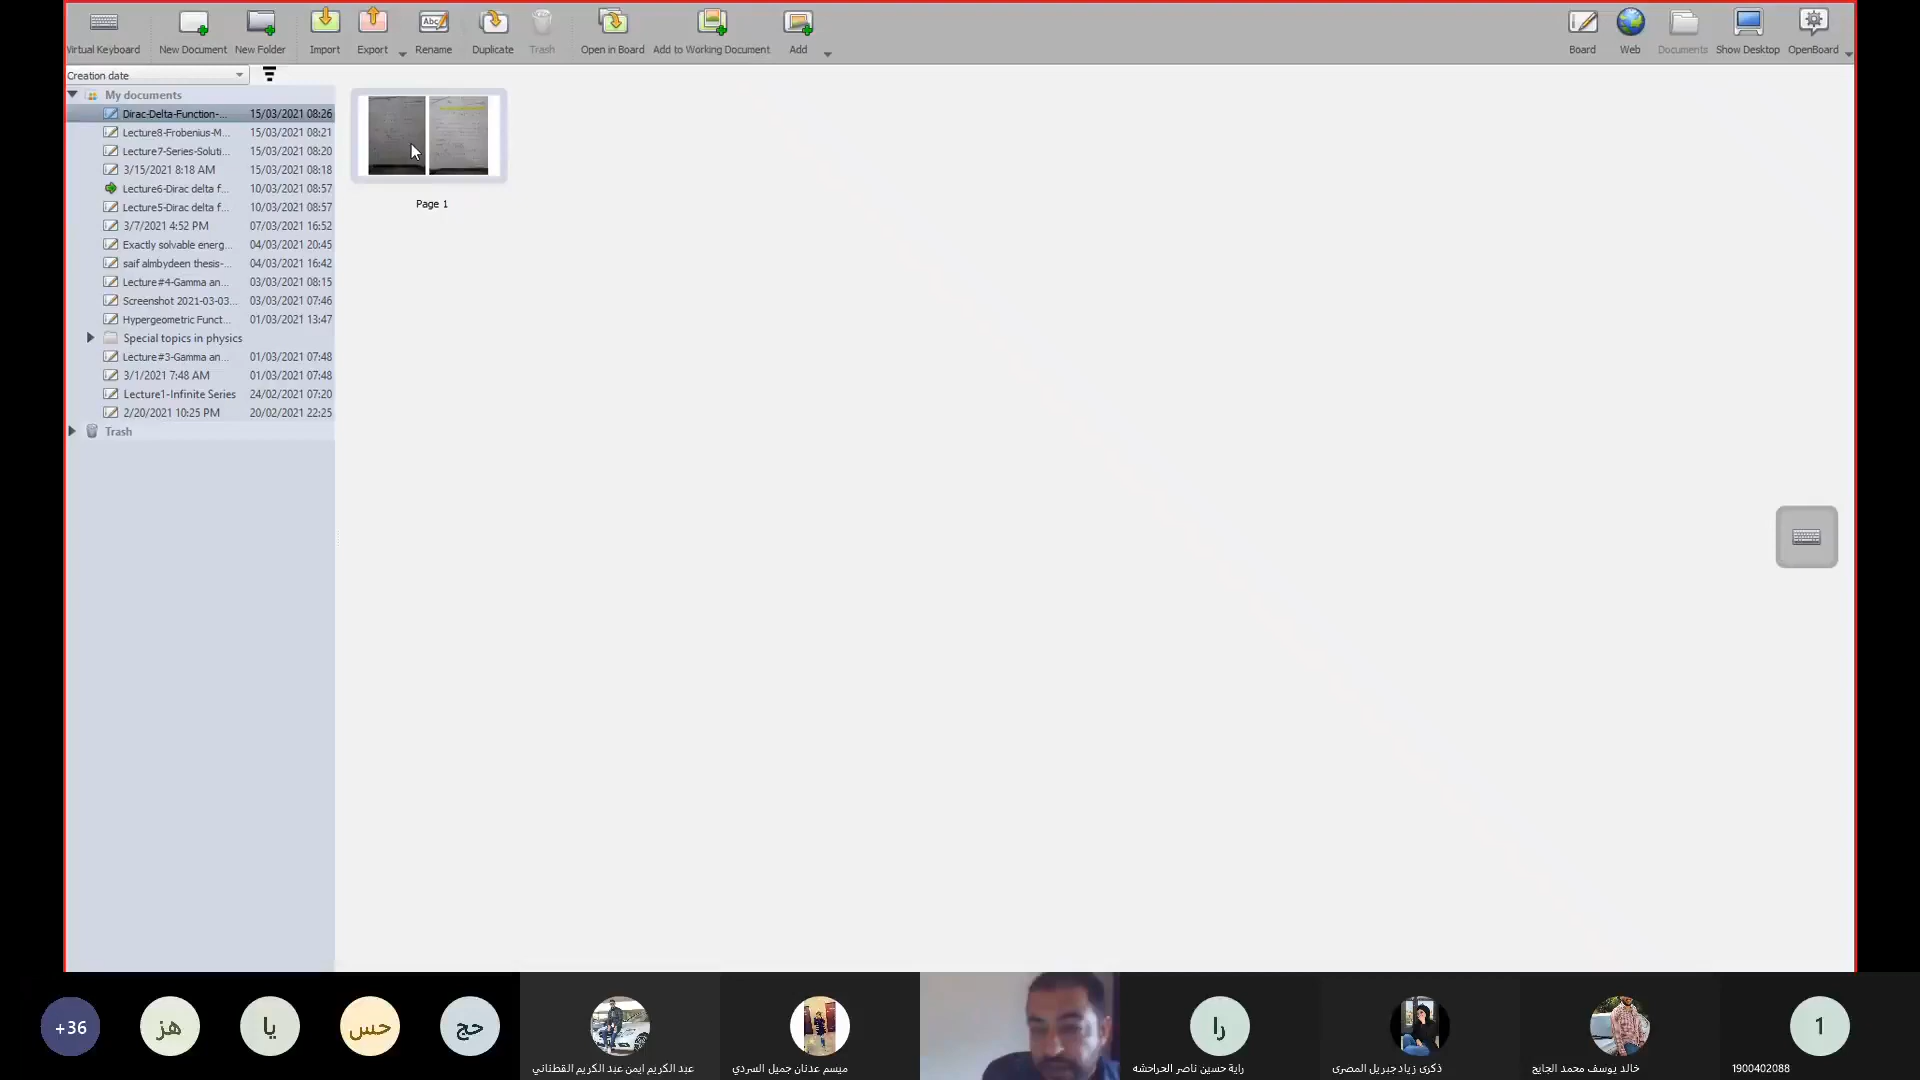 Virtual Keyboard New Document New Folder Import Export Rename Duplicate Trash Open in Board Add to Working Document Add Board Web Documents Show Desktop OpenBoard
Creation date
My documents
Dirac-Delta-Function-... 15/03/2021 08:26
Lecture8-Frobenius-M... 15/03/2021 08:21
Lecture7-Series-Soluti... 15/03/2021 08:20
3/15/2021 8:18 AM 15/03/2021 08:18
Lecture6-Dirac delta f... 10/03/2021 08:57
Lecture5-Dirac delta f... 10/03/2021 08:57
3/7/2021 4:52 PM 07/03/2021 16:52
Exactly solvable energ... 04/03/2021 20:45
saif almbydeen thesis-... 04/03/2021 16:42
Lecture#4-Gamma an... 03/03/2021 08:15
Screenshot 2021-03-03... 03/03/2021 07:46
Hypergeometric Funct... 01/03/2021 13:47
Special topics in physics
Lecture#3-Gamma an... 01/03/2021 07:48
3/1/2021 7:48 AM 01/03/2021 07:48
Lecture1-Infinite Series 24/02/2021 07:20
2/20/2021 10:25 PM 20/02/2021 22:25
Trash
Page 1
+36 هز يا حس حج را 1
عبد الكريم ايمن عبد الكريم القطناني
ميسم عدنان جميل السردي
راية حسين ناصر الحراحشه
ذكرى زياد جبريل المصرى
خالد يوسف محمد الجايح
1900402088